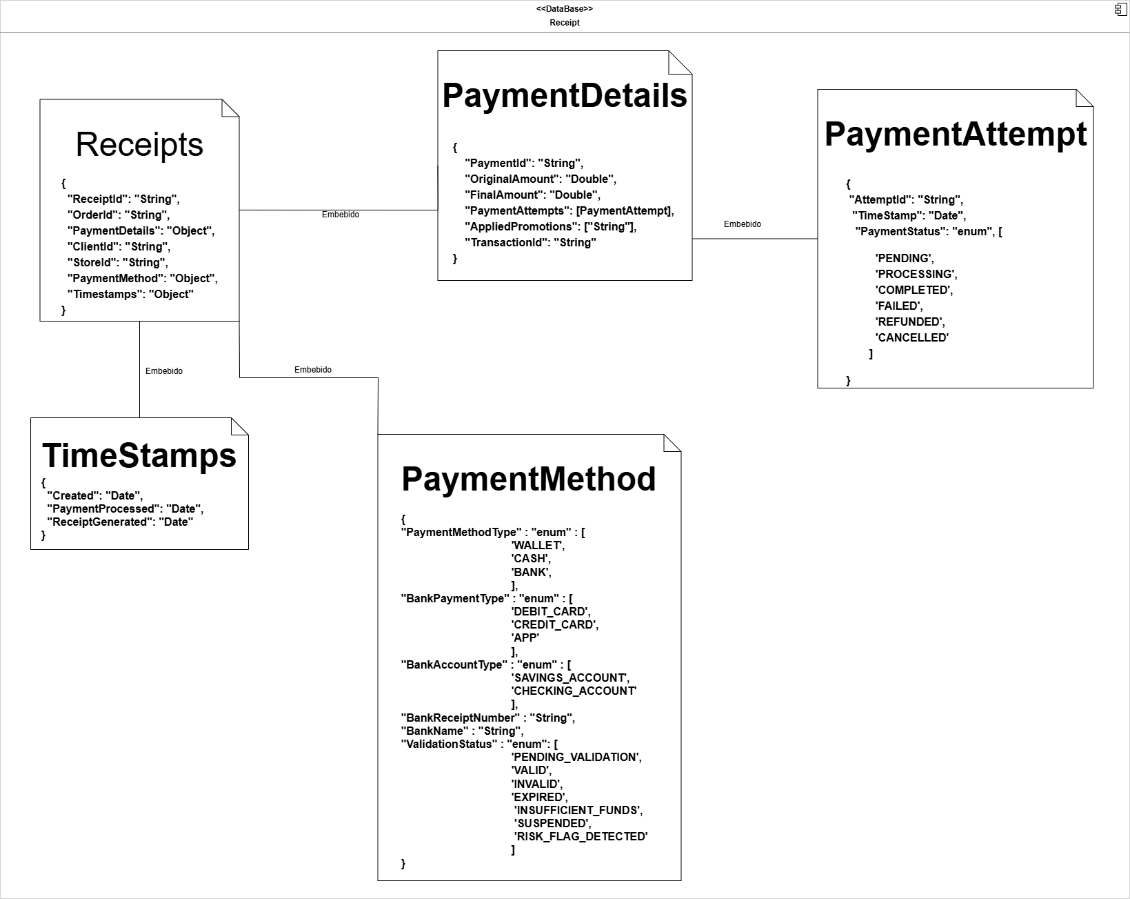 <<DataBase>>
Receipt
Receipts
{
"ReceiptId": "String",
"OrderId": "String",
"PaymentDetails": "Object",
"ClientId": "String",
"StoreId": "String",
"PaymentMethod": "Object",
"Timestamps": "Object"
}
Embebido
PaymentDetails
{
"PaymentId": "String",
"OriginalAmount": "Double",
"FinalAmount": "Double",
"PaymentAttempts": [PaymentAttempt],
"AppliedPromotions": ["String"],
"TransactionId": "String"
}
Embebido
PaymentAttempt
{
"AttemptId": "String",
"TimeStamp": "Date",
"PaymentStatus": "enum", [
'PENDING',
'PROCESSING',
'COMPLETED',
'FAILED',
'REFUNDED',
'CANCELLED'
]
}
Embebido
Embebido
TimeStamps
{
"Created": "Date",
"PaymentProcessed": "Date",
"ReceiptGenerated": "Date"
}
PaymentMethod
{
"PaymentMethodType" : "enum" : [
'WALLET',
'CASH',
'BANK',
],
"BankPaymentType" : "enum" : [
'DEBIT_CARD',
'CREDIT_CARD',
'APP'
],
"BankAccountType" : "enum" : [
'SAVINGS_ACCOUNT',
'CHECKING_ACCOUNT'
],
"BankReceiptNumber" : "String",
"BankName" : "String",
"ValidationStatus" : "enum": [
'PENDING_VALIDATION',
'VALID',
'INVALID',
'EXPIRED',
'INSUFFICIENT_FUNDS',
'SUSPENDED',
'RISK_FLAG_DETECTED'
]
}